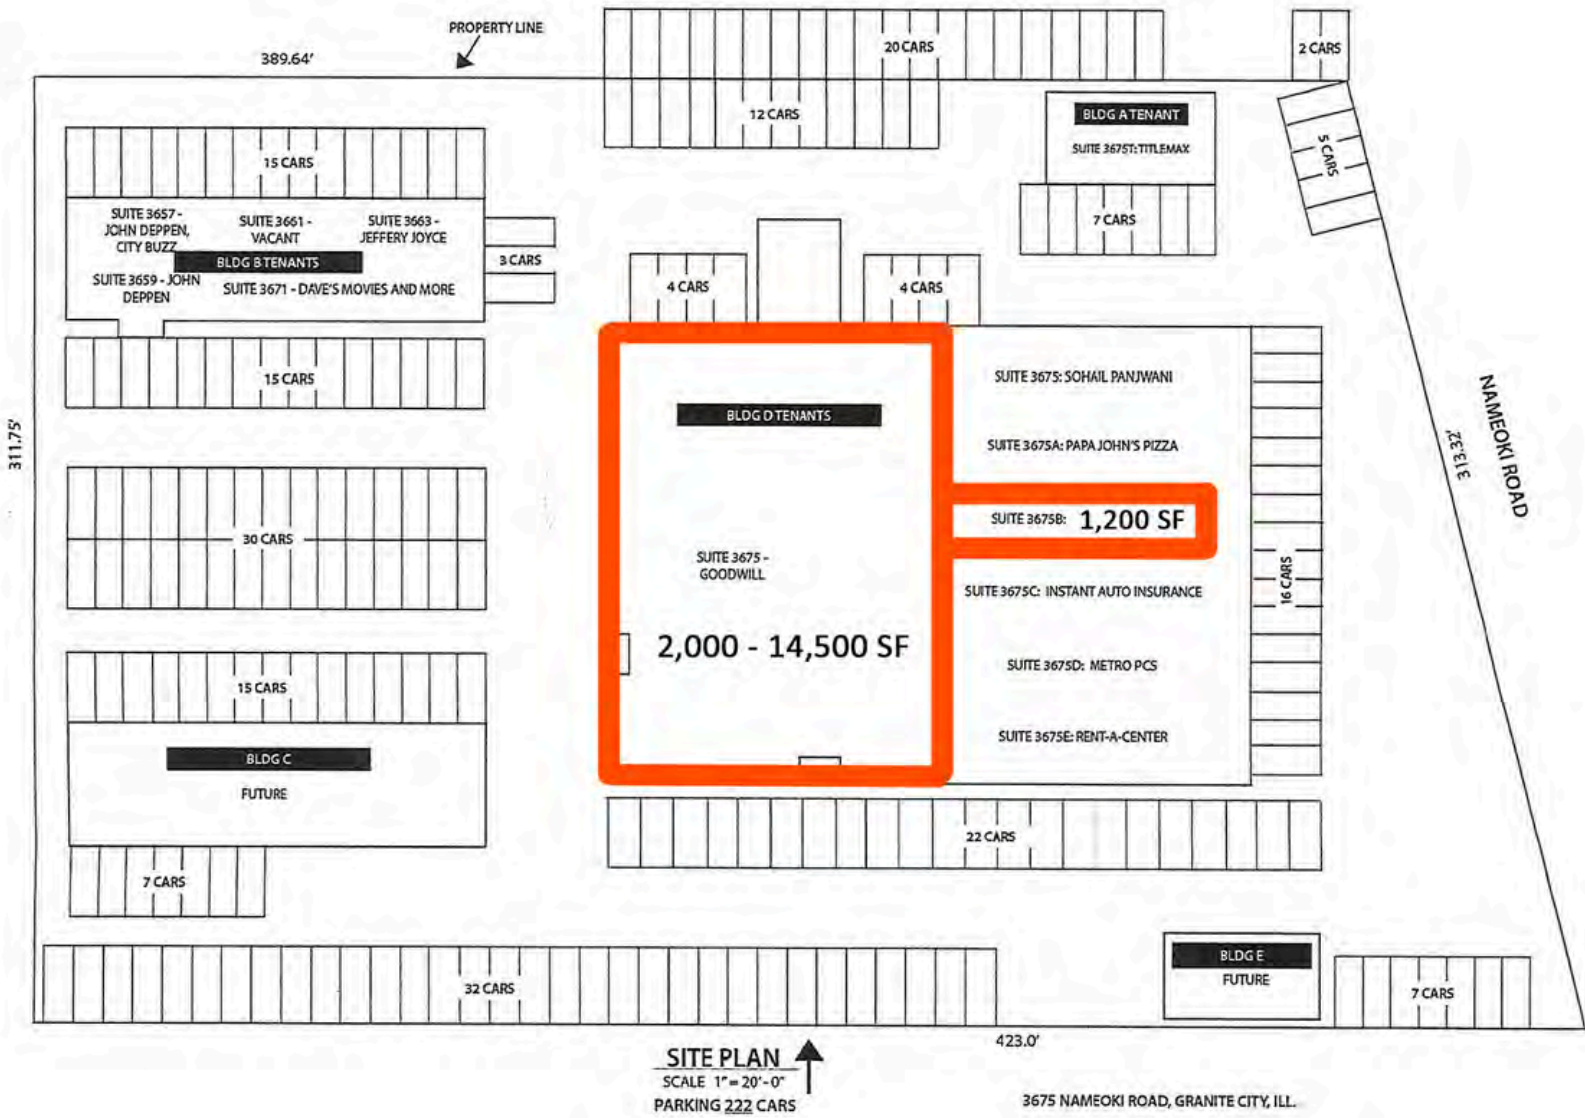 PROPERTY LINE
389.64'
20 CARS
2 CARS
12 CARS
BLDG A TENANT
SUITE 3675T: TITLEMAX
5 CARS
15 CARS
7 CARS
SUITE 3657 -
JOHN DEPPEN,
CITY BUZZ
SUITE 3661 -
VACANT
SUITE 3663 -
JEFFERY JOYCE
BLDG B TENANTS
SUITE 3659 - JOHN
DEPPEN
SUITE 3671 - DAVE'S MOVIES AND MORE
3 CARS
4 CARS
4 CARS
15 CARS
SUITE 3675: SOHAIL PANJWANI
BLDG D TENANTS
SUITE 3675A: PAPA JOHN'S PIZZA
311.75'
NAMEOKI ROAD
313.32'
SUITE 3675B: 1,200 SF
30 CARS
SUITE 3675 -
GOODWILL
SUITE 3675C: INSTANT AUTO INSURANCE
16 CARS
2,000 - 14,500 SF
SUITE 3675D: METRO PCS
15 CARS
SUITE 3675E: RENT-A-CENTER
BLDG C
FUTURE
22 CARS
7 CARS
BLDG E
FUTURE
32 CARS
7 CARS
423.0'
SITE PLAN
SCALE 1" = 20'-0"
PARKING 222 CARS
3675 NAMEOKI ROAD, GRANITE CITY, ILL.